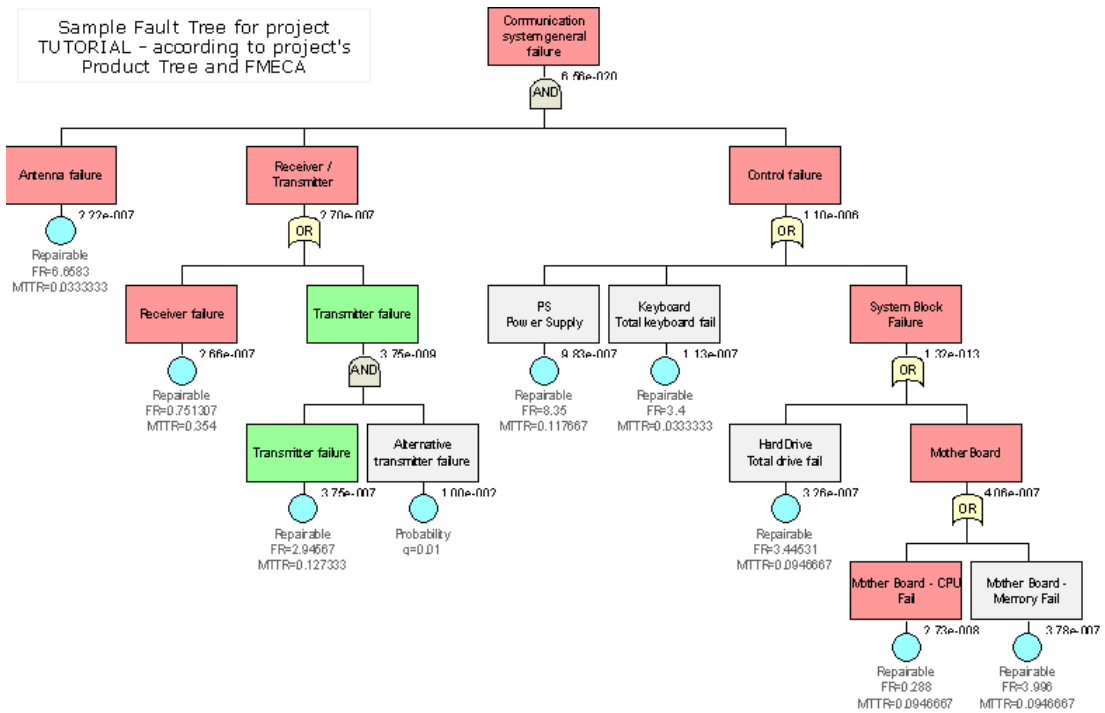 Sample Fault Tree for project
TUTORIAL - according to project's
Product Tree and FMECA
Communication
system general
failure
6.56e-020
AND
Antenna failure
2.22e-007
Repairable
FR=6.6583
MTTR=0.0333333
Receiver /
Transmitter
2.70e-007
OR
Control failure
1.10e-006
OR
Receiver failure
2.66e-007
Repairable
FR=0.751307
MTTR=0.354
Transmitter failure
3.75e-009
AND
PS
Power Supply
9.83e-007
Repairable
FR=8.35
MTTR=0.117667
Keyboard
Total keyboard fail
1.13e-007
Repairable
FR=3.4
MTTR=0.0333333
System Block
Failure
1.32e-013
OR
Transmitter failure
3.75e-007
Repairable
FR=2.94567
MTTR=0.127333
Alternative
transmitter failure
1.00e-002
Probability
q=0.01
HardDrive
Total drive fail
3.26e-007
Repairable
FR=3.44531
MTTR=0.0946667
MotherBoard
4.06e-007
OR
Mother Board - CPU
Fail
2.73e-008
Repairable
FR=0.288
MTTR=0.0946667
Mother Board -
Memory Fail
3.78e-007
Repairable
FR=3.996
MTTR=0.0946667